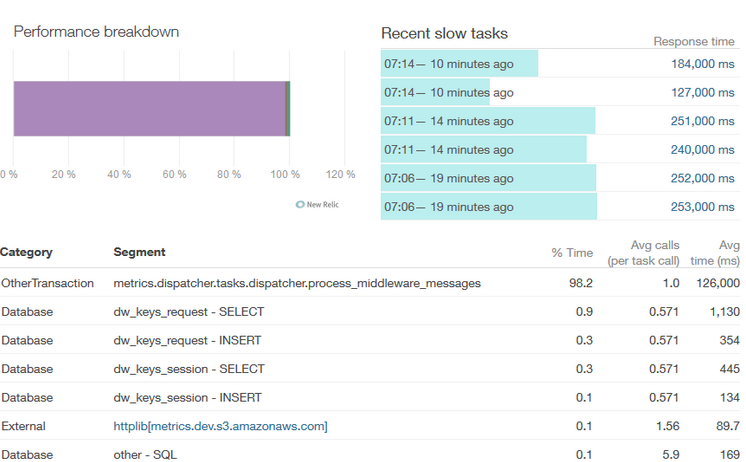 Performance breakdown
0 %
20 %
40 %
60 %
80 %
100 %
120 %
New Relic
Recent slow tasks
Response time
07:14— 10 minutes ago 184,000 ms
07:14— 10 minutes ago 127,000 ms
07:11— 14 minutes ago 251,000 ms
07:11— 14 minutes ago 240,000 ms
07:06— 19 minutes ago 252,000 ms
07:06— 19 minutes ago 253,000 ms
Category Segment % Time Avg calls (per task call) Avg time (ms)
OtherTransaction metrics.dispatcher.tasks.dispatcher.process_middleware_messages 98.2 1.0 126,000
Database dw_keys_request - SELECT 0.9 0.571 1,130
Database dw_keys_request - INSERT 0.3 0.571 354
Database dw_keys_session - SELECT 0.3 0.571 445
Database dw_keys_session - INSERT 0.1 0.571 134
External httplib[metrics.dev.s3.amazonaws.com] 0.1 1.56 89.7
Database other - SQL 0.1 5.9 169